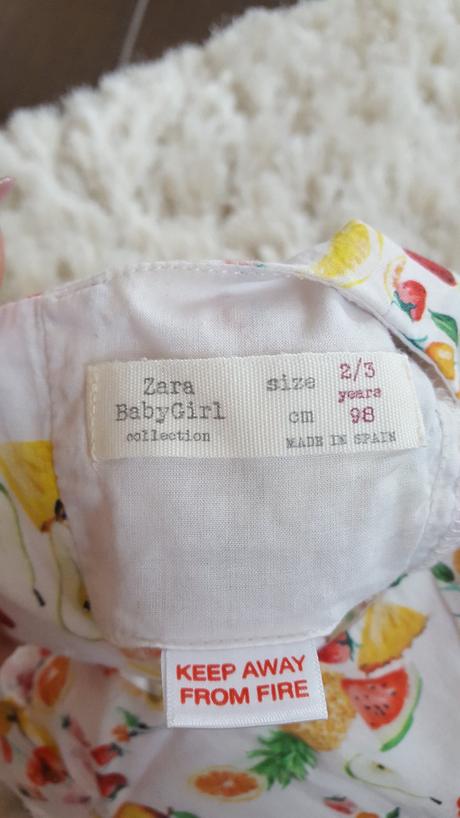 Zara
BabyGirl
collection
size 2/3
years
cm 98
MADE IN SPAIN
KEEP AWAY
FROM FIRE